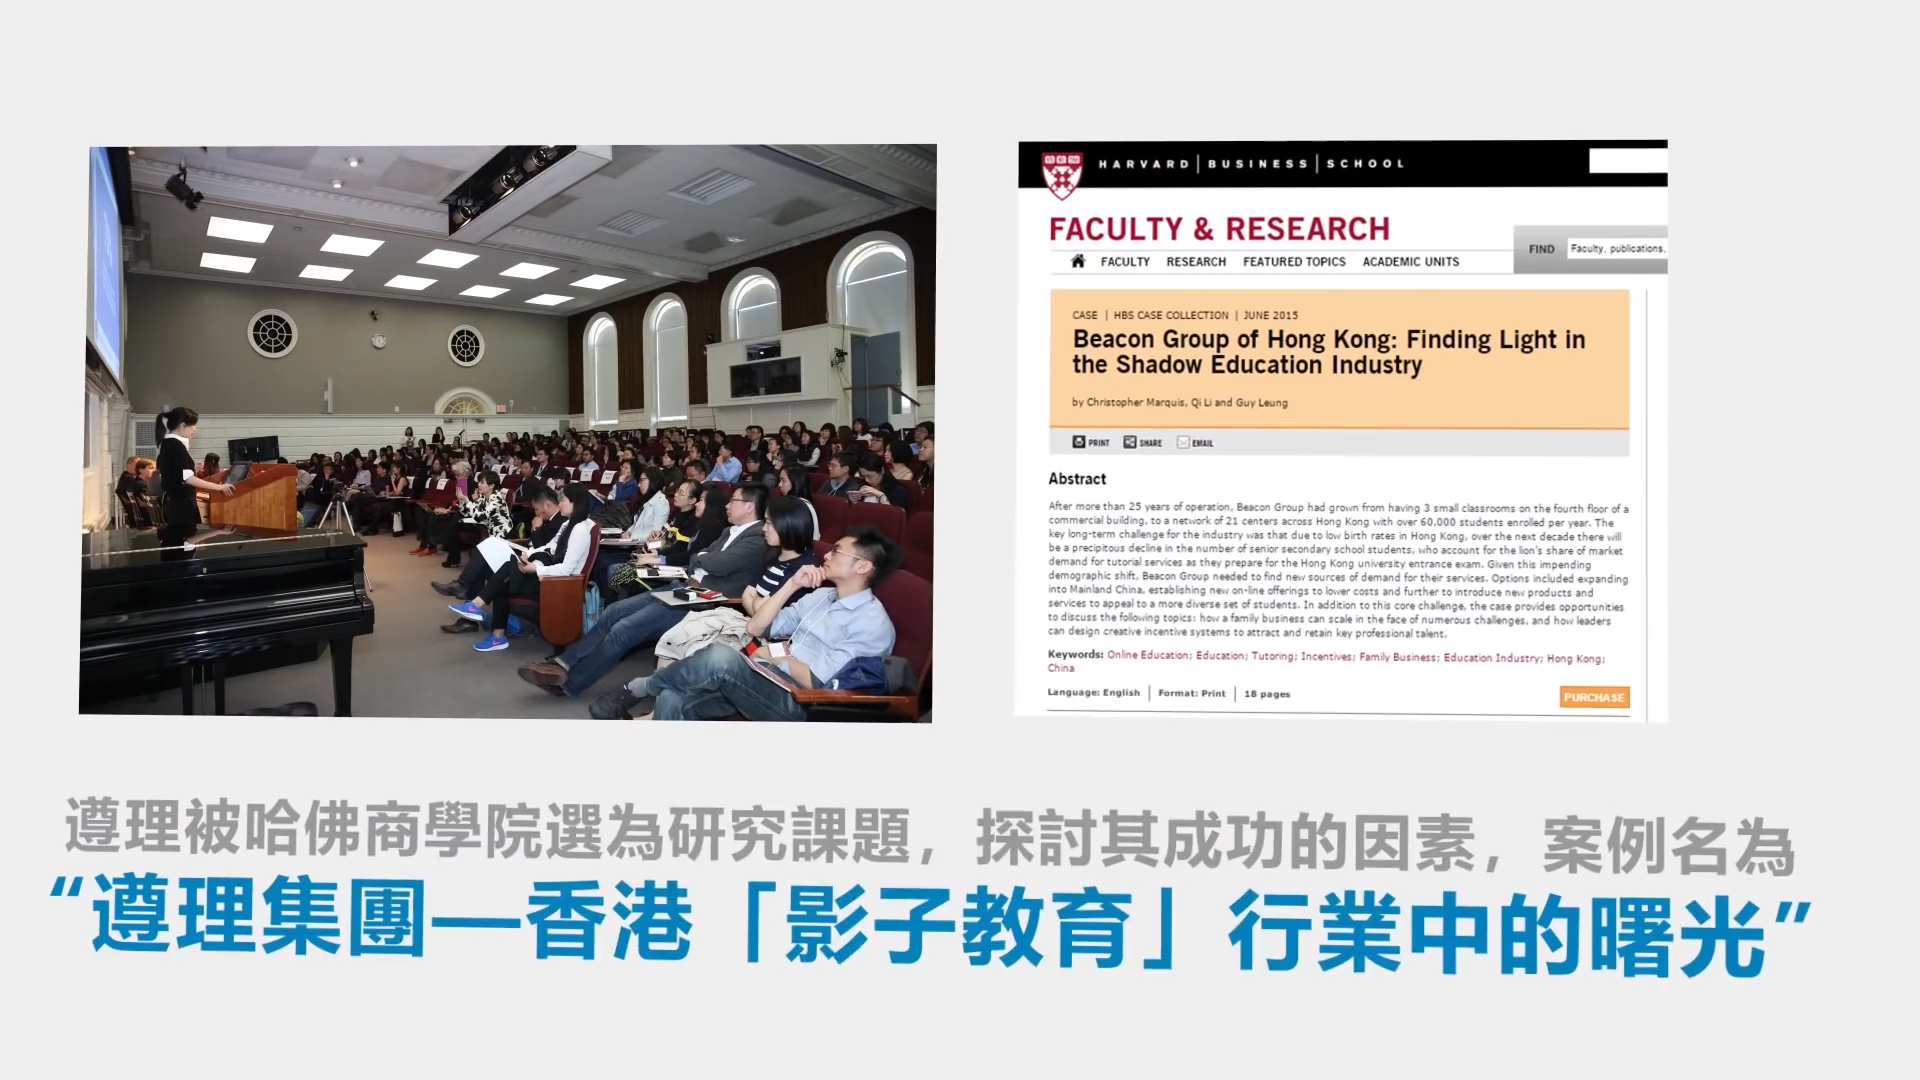 HARVARD | BUSINESS | SCHOOL
FACULTY & RESEARCH
FIND Faculty, publications,
FACULTY RESEARCH FEATURED TOPICS ACADEMIC UNITS
CASE | HBS CASE COLLECTION | JUNE 2015
Beacon Group of Hong Kong: Finding Light in
the Shadow Education Industry
by Christopher Marquis, Qi Li and Guy Leung
PRINT SHARE EMAIL
Abstract
After more than 25 years of operation, Beacon Group had grown from having 3 small classrooms on the fourth floor of a
commercial building, to a network of 21 centers across Hong Kong with over 60,000 students enrolled per year. The
key long-term challenge for the industry was that due to low birth rates in Hong Kong, over the next decade there will
be a precipitous decline in the number of senior secondary school students, who account for the lion's share of market
demand for tutorial services as they prepare for the Hong Kong university entrance exam. Given this impending
demographic shift, Beacon Group needed to find new sources of demand for their services. Options included expanding
into Mainland China, establishing new on-line offerings to lower costs and further to introduce new products and
services to appeal to a more diverse set of students. In addition to this core challenge, the case provides opportunities
to discuss the following topics: how a family business can scale in the face of numerous challenges, and how leaders
can design creative incentive systems to attract and retain key professional talent.
Keywords: Online Education; Education; Tutoring; Incentives; Family Business; Education Industry; Hong Kong;
China
Language: English | Format: Print | 18 pages
PURCHASE
遵理被哈佛商學院選為研究課題，探討其成功的因素，案例名為
“遵理集團—香港「影子教育」行業中的曙光”